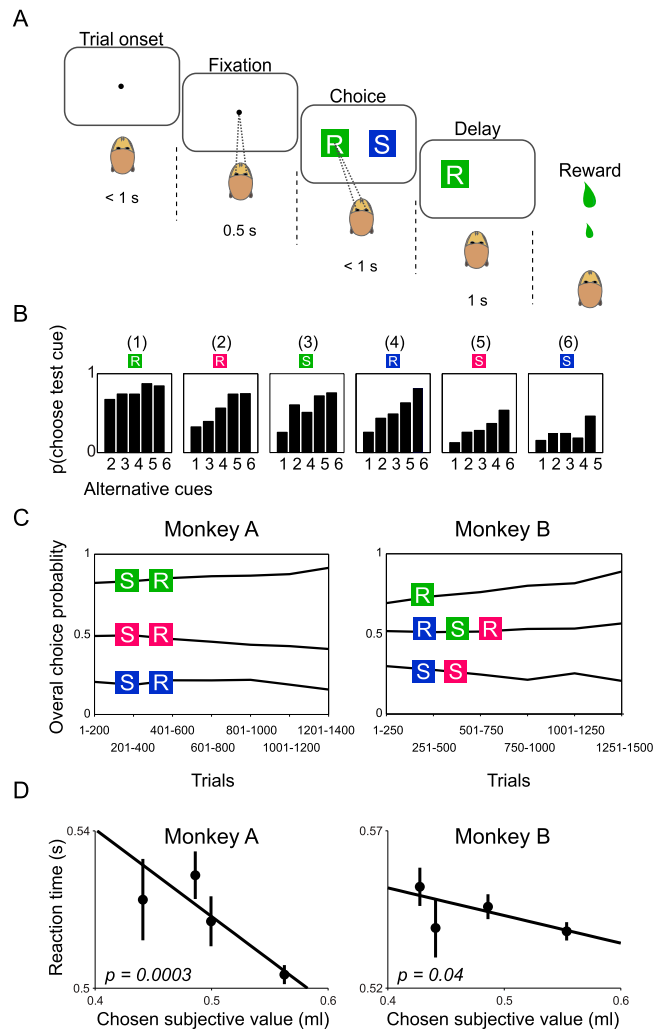 A
Trial onset
Fixation
Choice
Delay
Reward
R S
R
< 1 s
0.5 s
< 1 s
1 s
B
p(choose test cue)
(1) (2) (3) (4) (5) (6)
R R S R S S
1
0
2 3 4 5 6 1 3 4 5 6 1 2 4 5 6 1 2 3 5 6 1 2 3 4 6 1 2 3 4 5
Alternative cues
C
Overal choice probablity
Monkey A
1
0.5
0
S R
S R
S R
1-200 401-600 801-1000 1201-1400
201-400 601-800 1001-1200
Trials
Monkey B
1
0.5
0
R
R S R
S S
1-250 501-750 1001-1250
251-500 750-1000 1251-1500
Trials
D
Reaction time (s)
Monkey A
0.54
0.5
p = 0.0003
0.4 0.5 0.6
Chosen subjective value (ml)
Monkey B
0.57
0.52
p = 0.04
0.4 0.5 0.6
Chosen subjective value (ml)